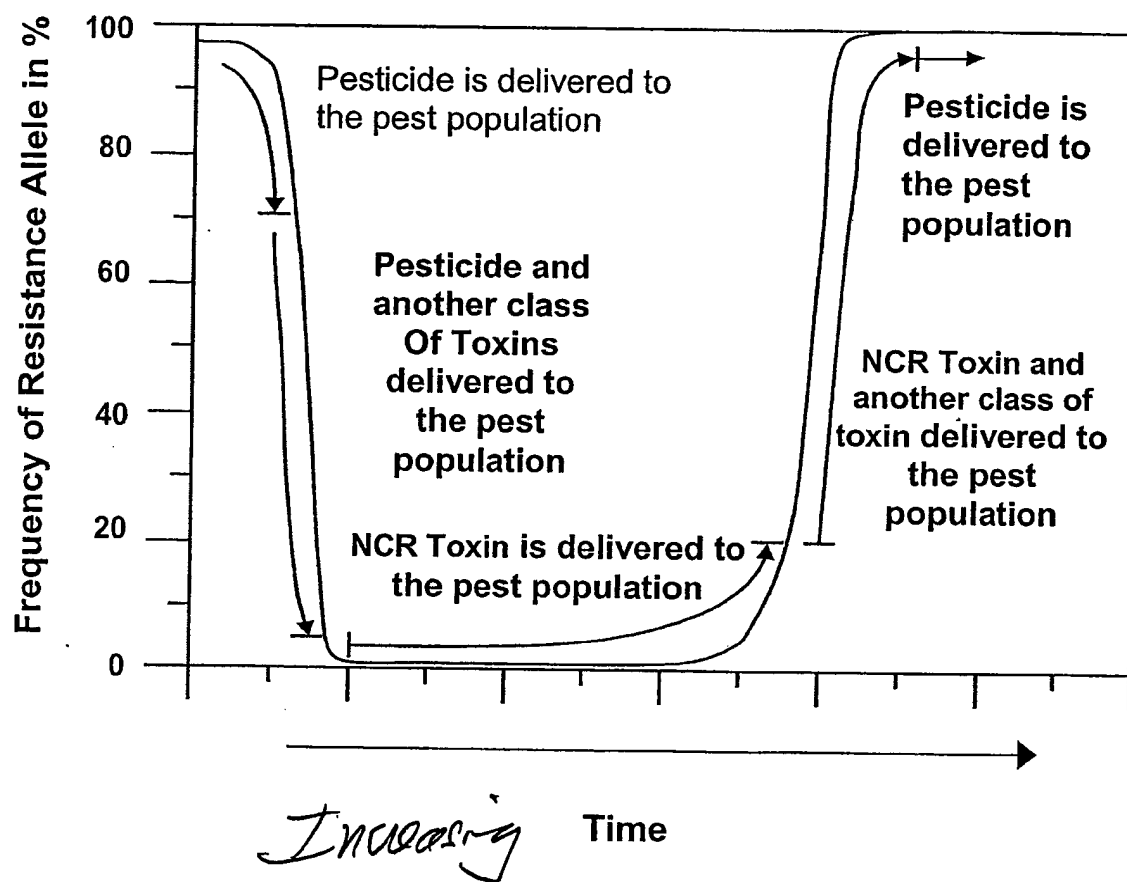 Frequency of Resistance Allele in %
100
80
60
40
20
0
Pesticide is delivered to
the pest population
Pesticide and
another class
Of Toxins
delivered to
the pest
population
NCR Toxin is delivered to
the pest population
Pesticide is
delivered to
the pest
population
NCR Toxin and
another class of
toxin delivered to
the pest
population
Increasing Time